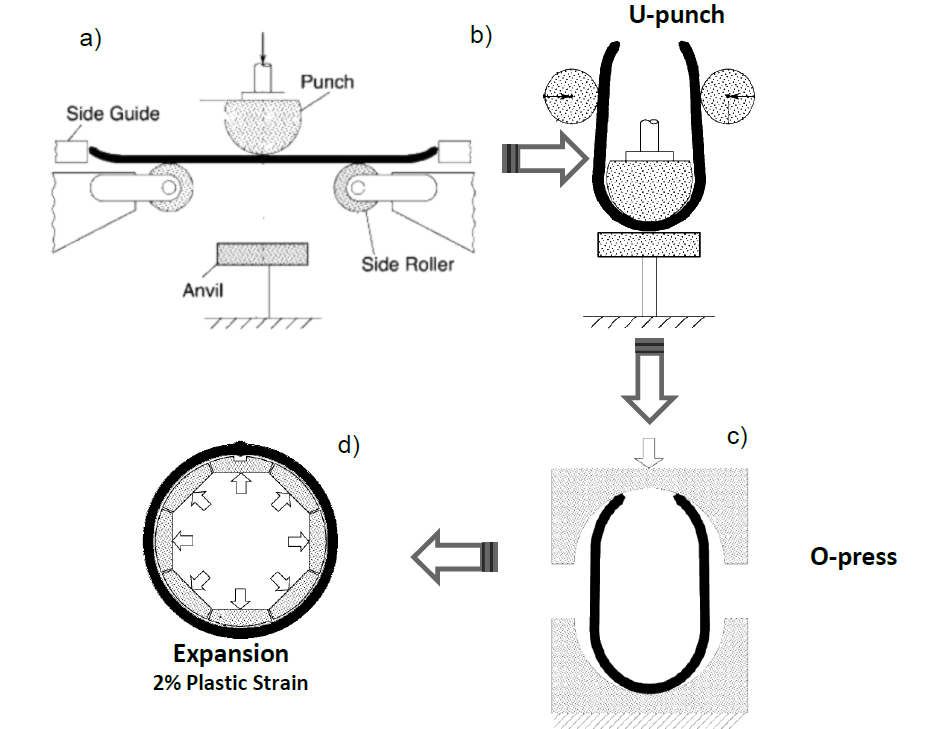 U-punch
a)
b)
Punch
Side Guide
Side Roller
Anvil
c)
d)
O-press
Expansion
2% Plastic Strain